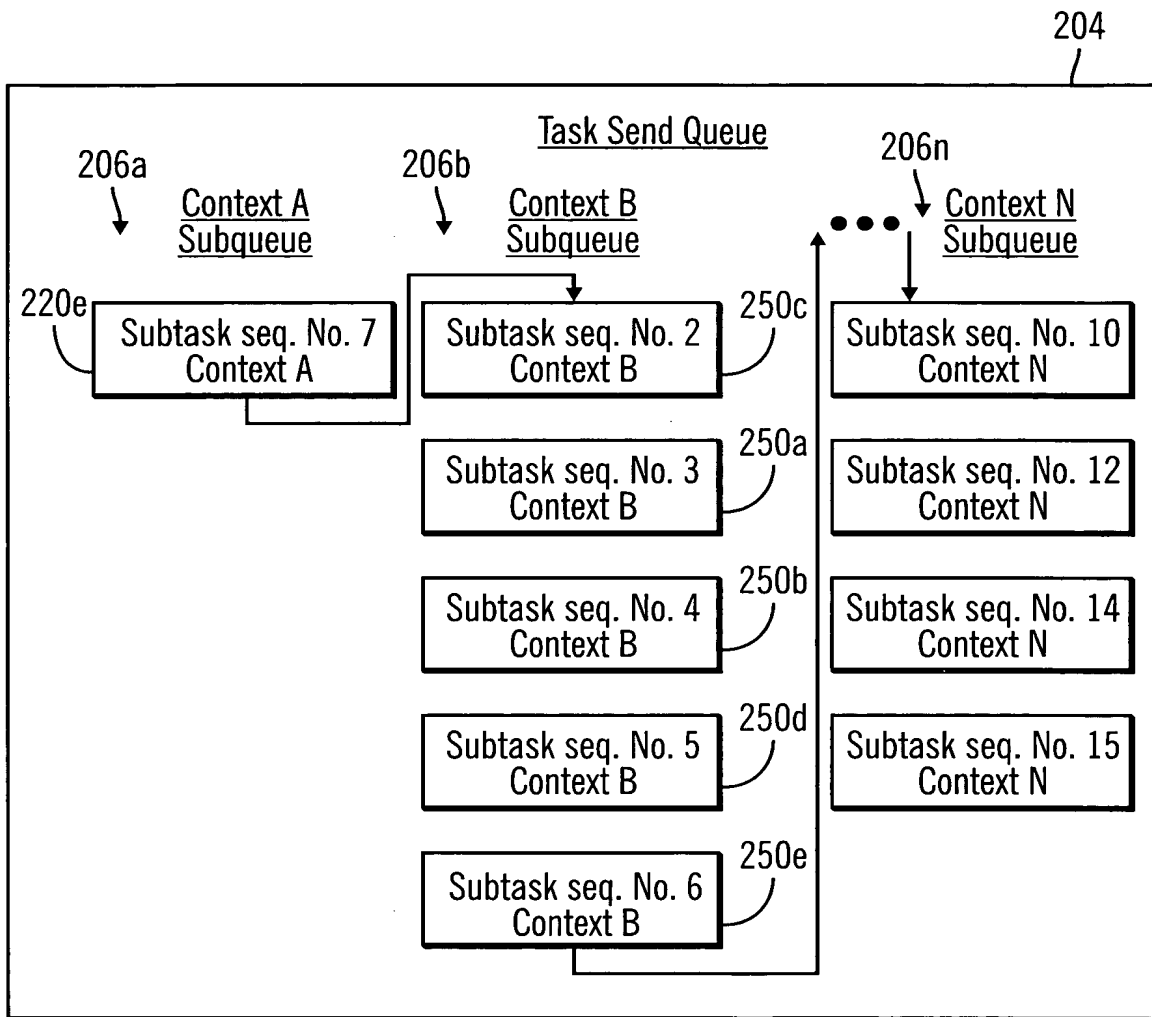 204
Task Send Queue
206a
206b
206n
Context A
Subqueue
Context B
Subqueue
Context N
Subqueue
220e
Subtask seq. No. 7
Context A
Subtask seq. No. 2
Context B
250c
Subtask seq. No. 10
Context N
Subtask seq. No. 3
Context B
250a
Subtask seq. No. 12
Context N
Subtask seq. No. 4
Context B
250b
Subtask seq. No. 14
Context N
Subtask seq. No. 5
Context B
250d
Subtask seq. No. 15
Context N
Subtask seq. No. 6
Context B
250e